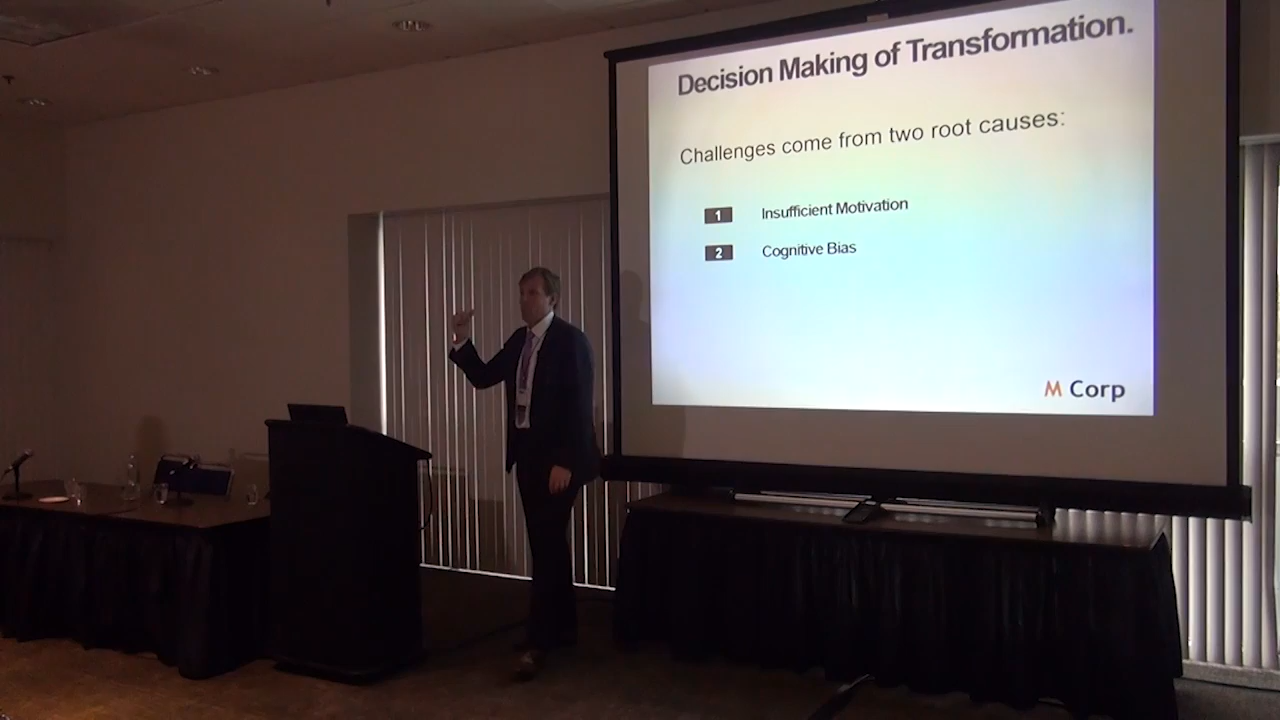 Decision Making of Transformation.
Challenges come from two root causes:
1 Insufficient Motivation
2 Cognitive Bias
M Corp